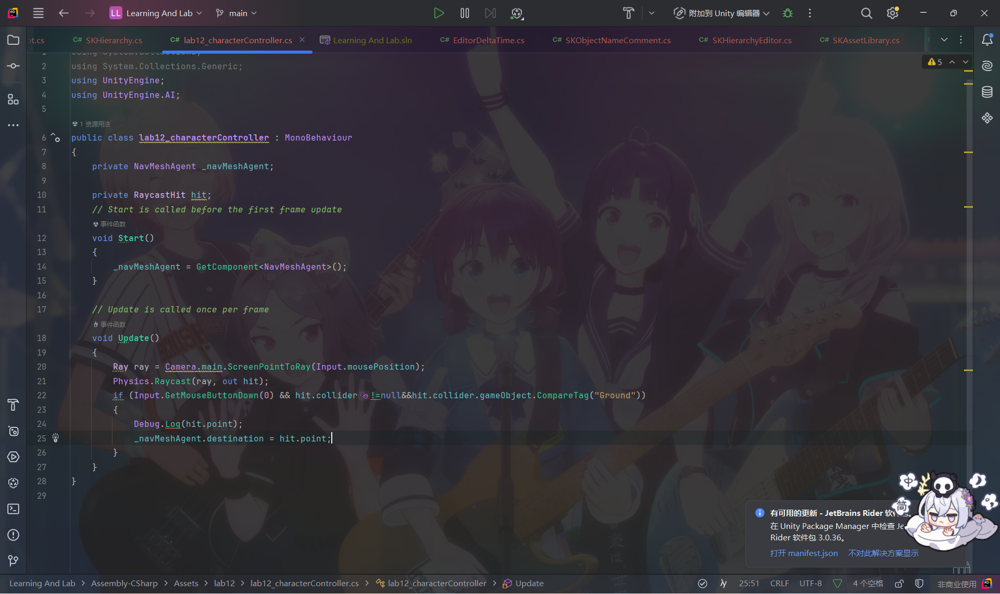 LL Learning And Lab main 附加到 Unity 编辑器
ot.cs C# SKHierarchy.cs C# lab12_characterController.cs Learning And Lab.sln C# EditorDeltaTime.cs C# SKObjectNameComment.cs C# SKHierarchyEditor.cs C# SKAssetLibrary.cs
5
1 using System.Collections;
2 using System.Collections.Generic;
3 using UnityEngine;
4 using UnityEngine.AI;
5
1 资源用法
6 public class lab12_characterController : MonoBehaviour
7 {
8 private NavMeshAgent _navMeshAgent;
9
10 private RaycastHit hit;
11 // Start is called before the first frame update
事件函数
12 void Start()
13 {
14 _navMeshAgent = GetComponent<NavMeshAgent>();
15 }
16
17 // Update is called once per frame
事件函数
18 void Update()
19 {
20 Ray ray = Camera.main.ScreenPointToRay(Input.mousePosition);
21 Physics.Raycast(ray, out hit);
22 if (Input.GetMouseButtonDown(0) && hit.collider !=null&&hit.collider.gameObject.CompareTag("Ground"))
23 {
24 Debug.Log(hit.point);
25 _navMeshAgent.destination = hit.point;
26 }
27 }
28 }
29
中
简
有可用的更新 - JetBrains Rider 软
在 Unity Package Manager 中检查 Je
Rider 软件包 3.0.36。
打开 manifest.json 不对此解决方案显示
Learning And Lab > Assembly-CSharp > Assets > lab12 > lab12_characterController.cs > lab12_characterController > Update 25:51 CRLF UTF-8 4 个空格 非商业使用